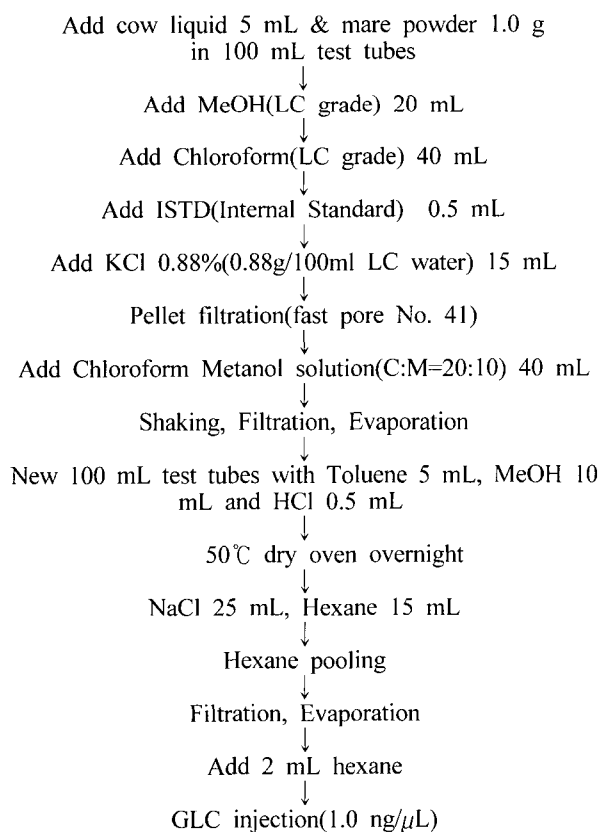 Add cow liquid 5 mL & mare powder 1.0 g
in 100 mL test tubes
Add MeOH(LC grade) 20 mL
Add Chloroform(LC grade) 40 mL
Add ISTD(Internal Standard) 0.5 mL
Add KCl 0.88%(0.88g/100ml LC water) 15 mL
Pellet filtration(fast pore No. 41)
Add Chloroform Metanol solution(C:M=20:10) 40 mL
Shaking, Filtration, Evaporation
New 100 mL test tubes with Toluene 5 mL, MeOH 10
mL and HCl 0.5 mL
50℃ dry oven overnight
NaCl 25 mL, Hexane 15 mL
Hexane pooling
Filtration, Evaporation
Add 2 mL hexane
GLC injection(1.0 ng/μL)